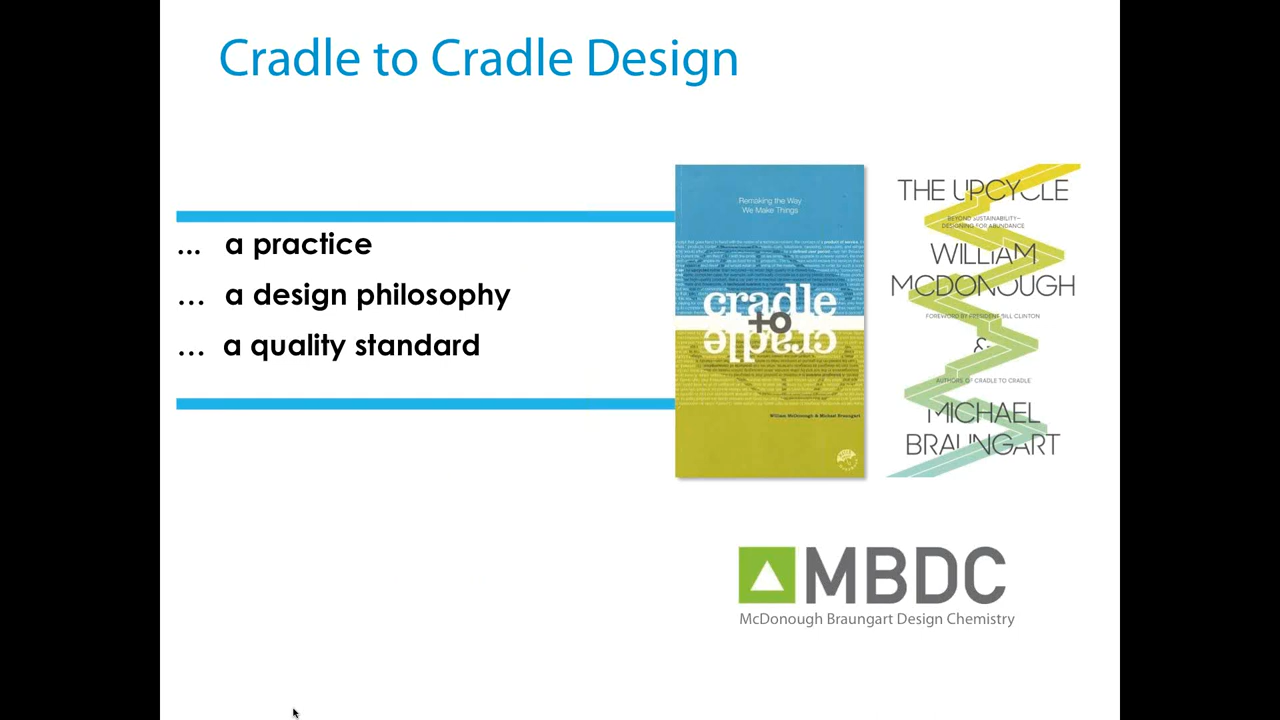 Cradle to Cradle Design
... a practice
... a design philosophy
... a quality standard
Remaking the Way
We Make Things
cradle
to
cradle
William McDonough & Michael Braungart
THE UPCYCLE
BEYOND SUSTAINABILITY—
DESIGNING FOR ABUNDANCE
WILLIAM
MCDONOUGH
FOREWORD BY PRESIDENT BILL CLINTON
&
AUTHORS OF CRADLE TO CRADLE
MICHAEL
BRAUNGART
MBDC
McDonough Braungart Design Chemistry